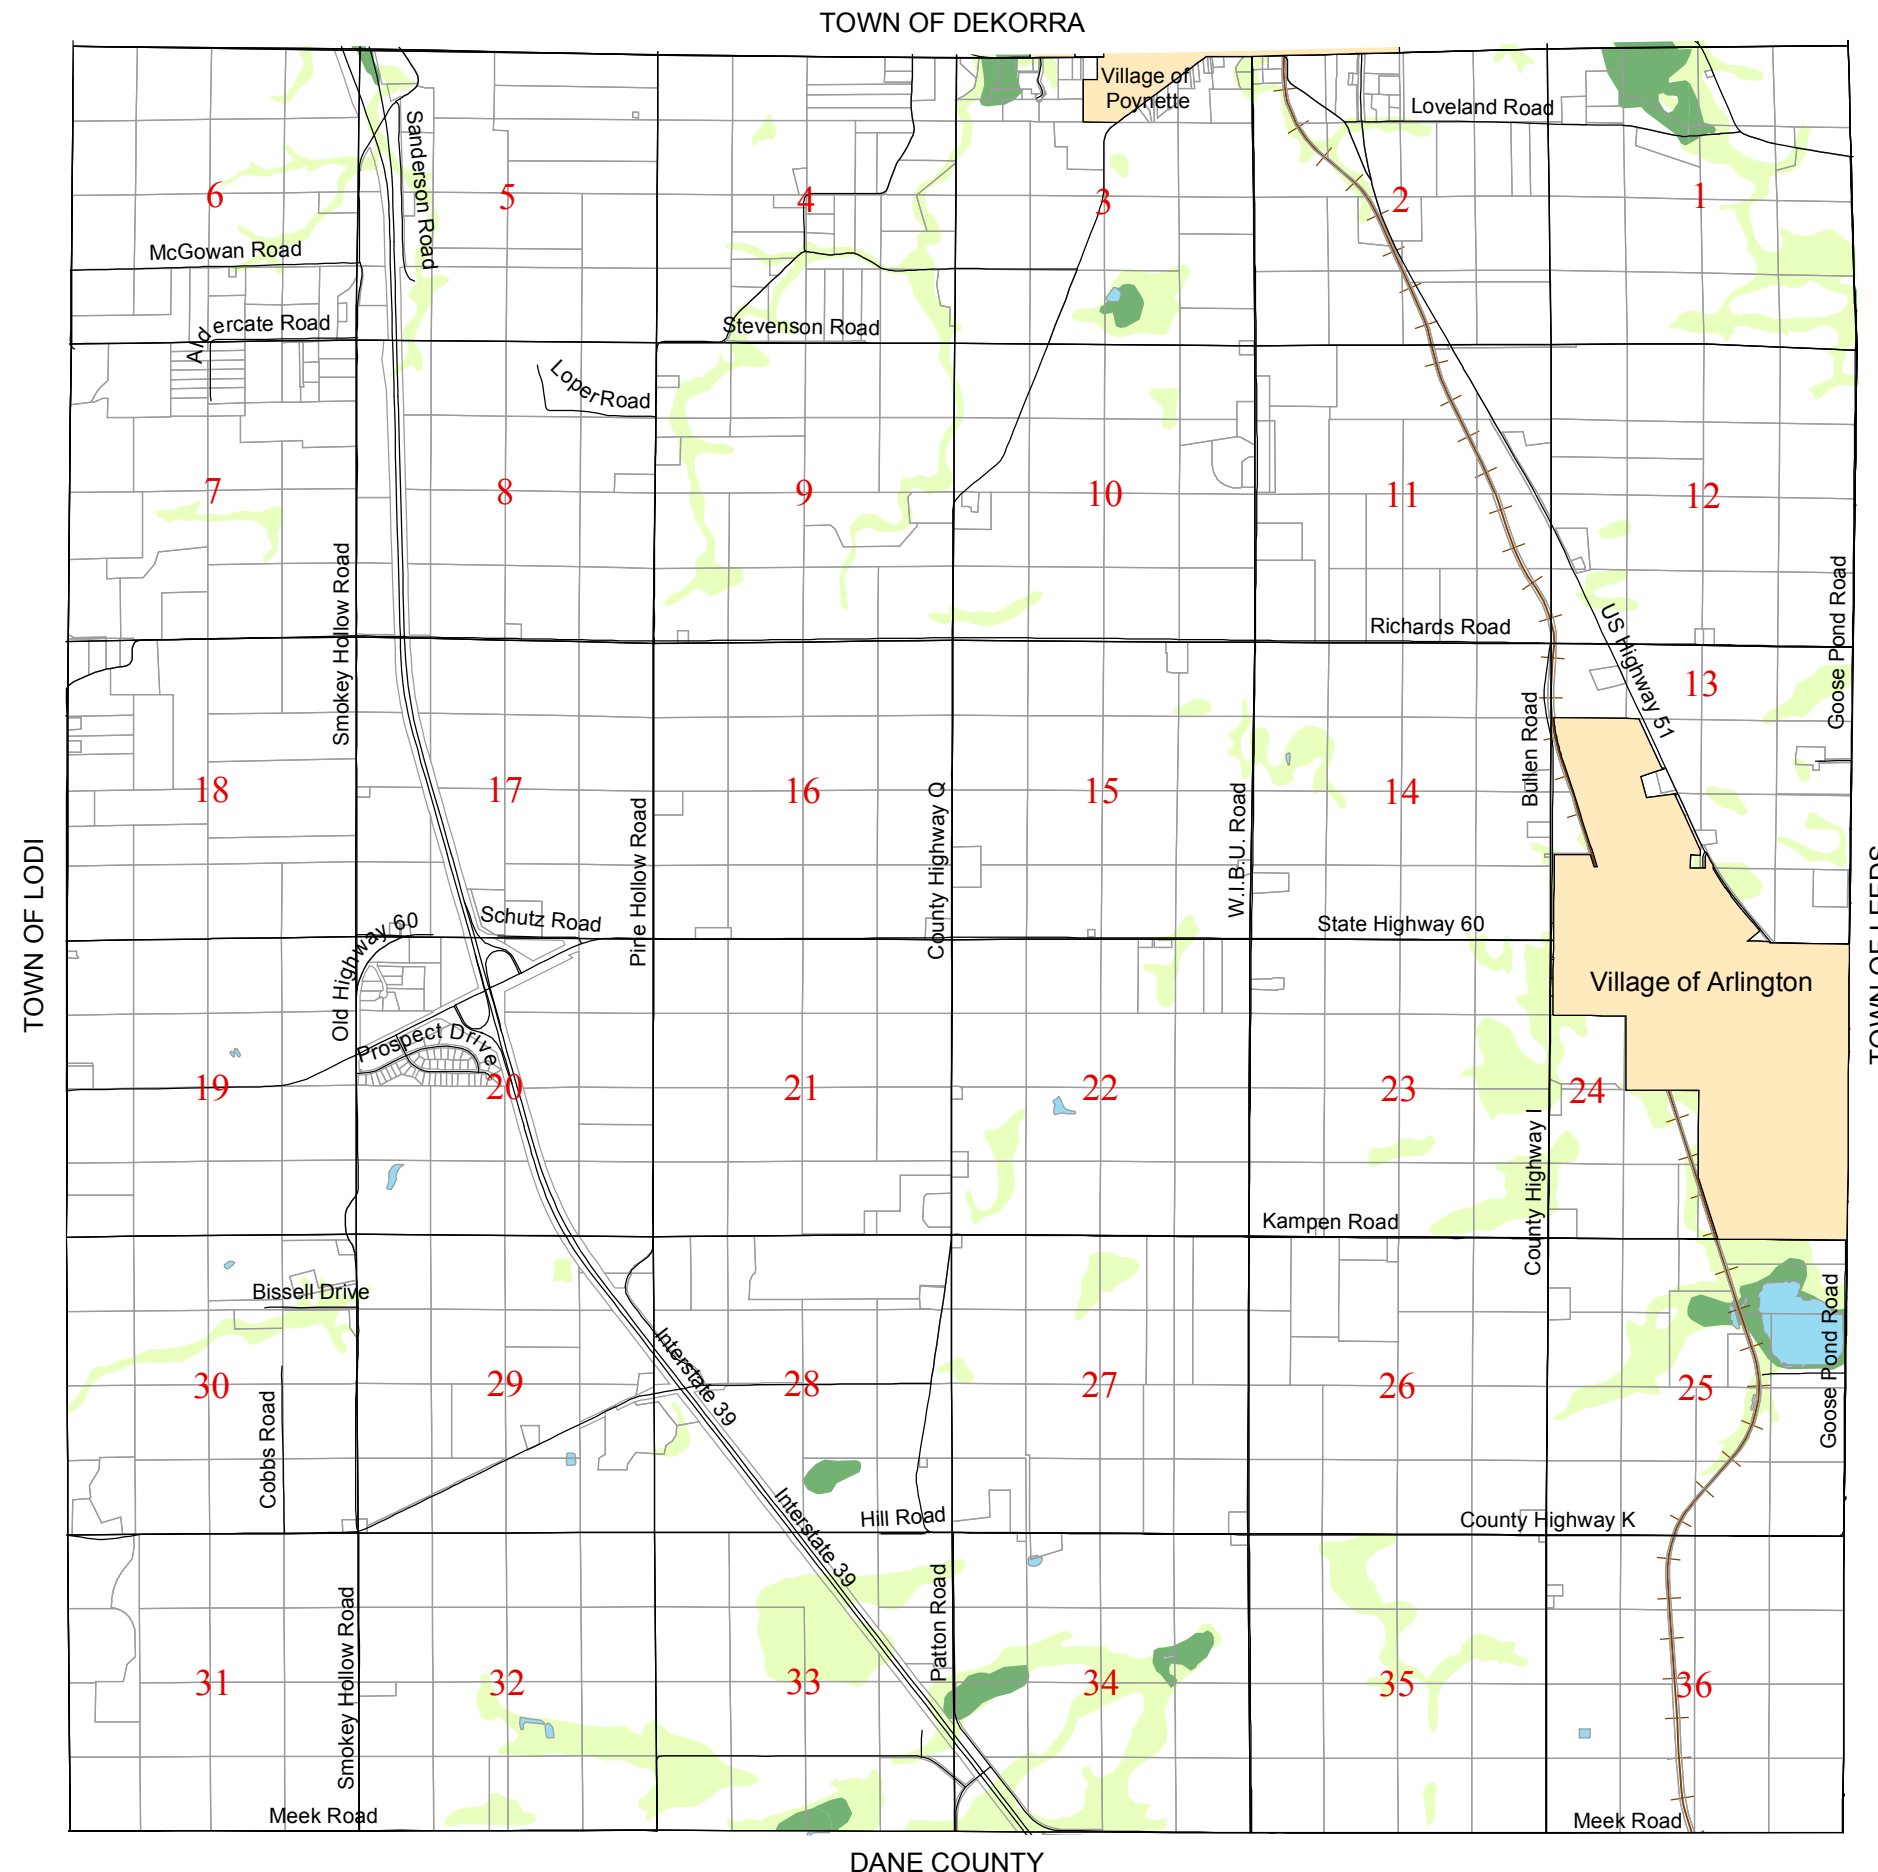 TOWN OF DEKORRA
Village of
Poynette
Loveland Road
Sanderson Road
6
5
4
3
2
1
McGowan Road
Aldercate Road
Stevenson Road
Loper Road
7
8
9
10
11
12
Smokey Hollow Road
Goose Pond Road
US Highway 51
Richards Road
13
Bullen Road
18
17
16
15
14
Pine Hollow Road
County Highway Q
W.I.B.U. Road
TOWN OF LODI
TOWN OF LEEDS
Old Highway 60
Schutz Road
State Highway 60
Village of Arlington
Prospect Drive
19
20
21
22
23
24
County Highway I
Kampen Road
Bissell Drive
Goose Pond Road
Interstate 39
30
29
28
27
26
25
Cobbs Road
Interstate 39
Hill Road
County Highway K
Smokey Hollow Road
Patton Road
31
32
33
34
35
36
Meek Road
Meek Road
DANE COUNTY